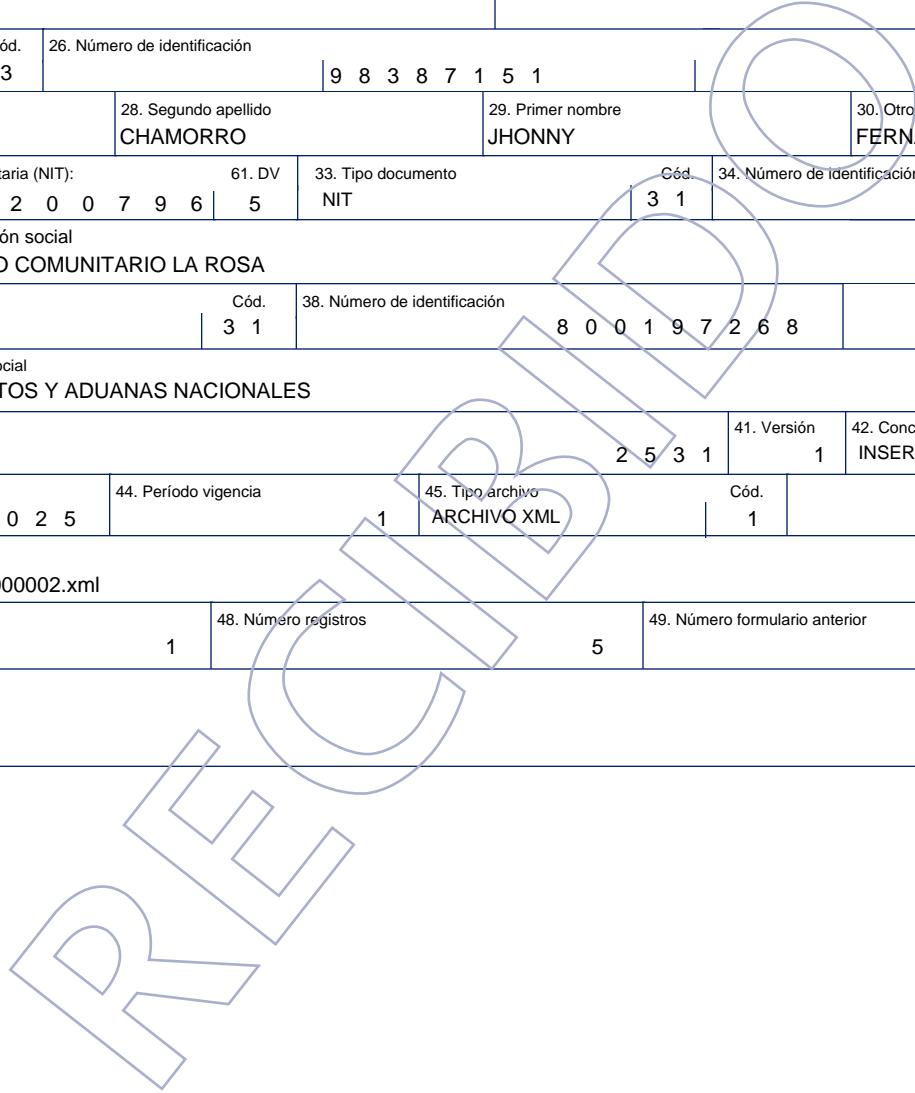 ód. 26. Número de identificación
3 9 8 3 8 7 1 5 1
28. Segundo apellido 29. Primer nombre 30. Otro
CHAMORRO JHONNY FERNA
taria (NIT): 61. DV 33. Tipo documento Cód. 34. Número de identificación
2 0 0 7 9 6 5 NIT 3 1
ón social
O COMUNITARIO LA ROSA
Cód. 38. Número de identificación
3 1 8 0 0 1 9 7 2 6 8
ocial
TOS Y ADUANAS NACIONALES
41. Versión 42. Conc
2 5 3 1 1 INSER
44. Período vigencia 45. Tipo archivo Cód.
0 2 5 1 ARCHIVO XML 1
000002.xml
48. Número registros 49. Número formulario anterior
1 5
RECIBIDO